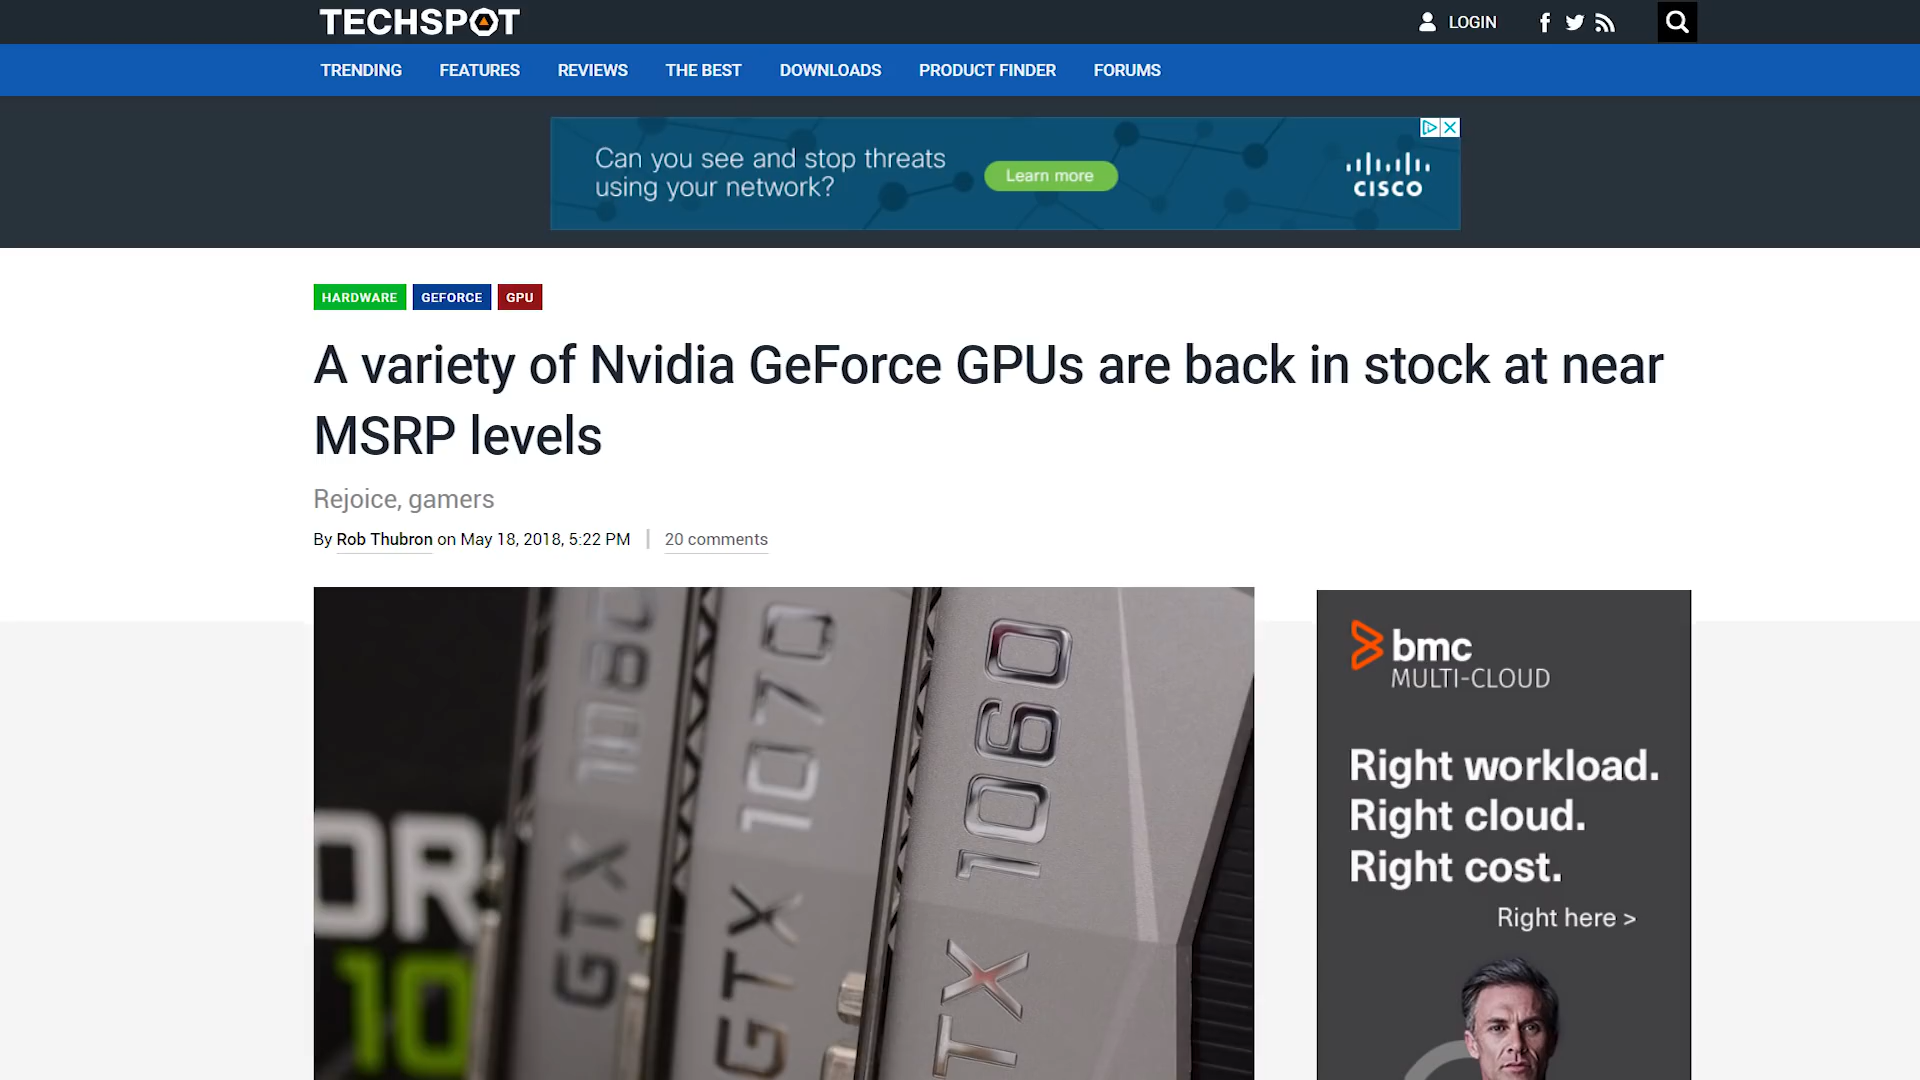 TECHSPOT
LOGIN
TRENDING FEATURES REVIEWS THE BEST DOWNLOADS PRODUCT FINDER FORUMS
Can you see and stop threats
using your network?
Learn more
CISCO
HARDWARE GEFORCE GPU
A variety of Nvidia GeForce GPUs are back in stock at near
MSRP levels
Rejoice, gamers
By Rob Thubron on May 18, 2018, 5:22 PM
20 comments
GTX 1080
GTX 1070
TX 1060
OR
10
bmc
MULTI-CLOUD
Right workload.
Right cloud.
Right cost.
Right here >